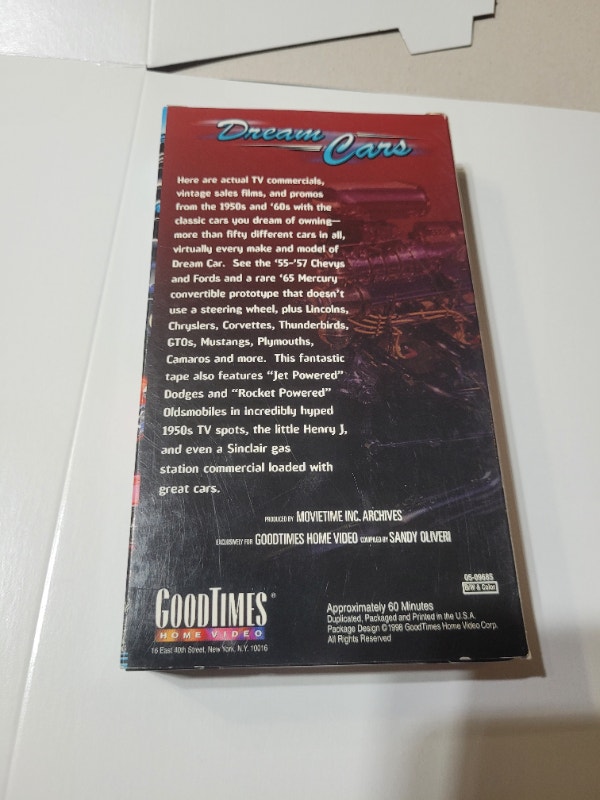 Dream Cars
Here are actual TV commercials,
vintage sales films, and promos
from the 1950s and '60s with the
classic cars you dream of owning—
more than fifty different cars in all,
virtually every make and model of
Dream Car. See the '55-'57 Chevys
and Fords and a rare '65 Mercury
convertible prototype that doesn't
use a steering wheel, plus Lincolns,
Chryslers, Corvettes, Thunderbirds,
GTOs, Mustangs, Plymouths,
Camaros and more. This fantastic
tape also features "Jet Powered"
Dodges and "Rocket Powered"
Oldsmobiles in incredibly hyped
1950s TV spots, the little Henry J,
and even a Sinclair gas
station commercial loaded with
great cars.
PRODUCED BY MOVIETIME INC. ARCHIVES
EXCLUSIVELY FOR GOODTIMES HOME VIDEO COMPILED BY SANDY OLIVERI
05-09685
B/W & Color
GOODTIMES®
HOME VIDEO
16 East 40th Street, New York, N.Y. 10016
Approximately 60 Minutes
Duplicated, Packaged and Printed in the U.S.A.
Package Design © 1998 GoodTimes Home Video Corp.
All Rights Reserved